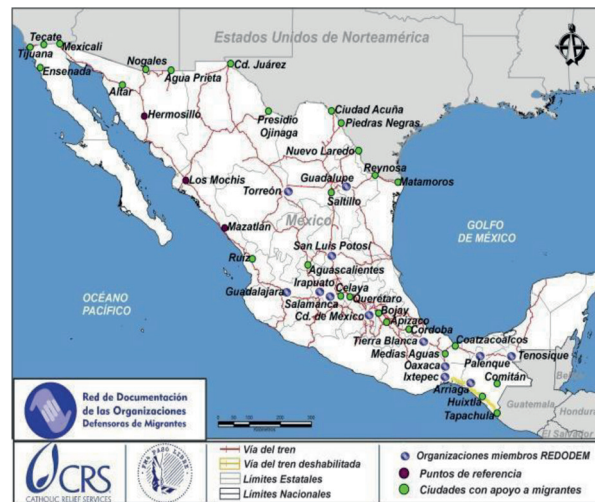 Estados Unidos de Norteamérica
Tecate
Mexicali
Tijuana
Ensenada
Nogales
Agua Prieta
Cd. Juárez
Altar
Hermosillo
Presidio
Ojinaga
Ciudad Acuña
Piedras Negras
Nuevo Laredo
Reynosa
Matamoros
Los Mochis
Torreón
Guadalupe
Saltillo
México
Mazatlán
GOLFO
DE MÉXICO
San Luis Potosí
Ruiz
Aguascalientes
OCÉANO
PACÍFICO
Guadalajara
Irapuato
Celaya
Salamanca
Querétaro
Cd. de México
Bojay
Apizaco
Córdoba
Tierra Blanca
Coatzacoalcos
Medias Aguas
Palenque
Tenosique
Oaxaca
Ixtepec
Comitán
Arriaga
Huixtla
Tapachula
Guatemala
Hondur
El Salvador
Red de Documentación
de las Organizaciones
Defensoras de Migrantes
CRS
CATHOLIC RELIEF SERVICES
Vía del tren
Vía del tren deshabilitada
Límites Estatales
Límites Nacionales
Organizaciones miembros REDODEM
Puntos de referencia
Ciudades con apoyo a migrantes